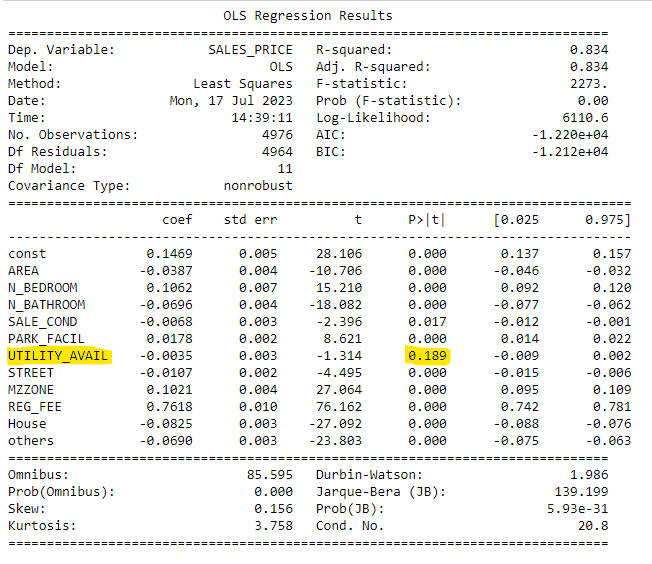 OLS Regression Results
==============================================================================
Dep. Variable: SALES_PRICE R-squared: 0.834
Model: OLS Adj. R-squared: 0.834
Method: Least Squares F-statistic: 2273.
Date: Mon, 17 Jul 2023 Prob (F-statistic): 0.00
Time: 14:39:11 Log-Likelihood: 6110.6
No. Observations: 4976 AIC: -1.220e+04
Df Residuals: 4964 BIC: -1.212e+04
Df Model: 11
Covariance Type: nonrobust
=================================================================================
coef std err t P>|t| [0.025 0.975]
---------------------------------------------------------------------------------
const 0.1469 0.005 28.106 0.000 0.137 0.157
AREA -0.0387 0.004 -10.706 0.000 -0.046 -0.032
N_BEDROOM 0.1062 0.007 15.210 0.000 0.092 0.120
N_BATHROOM -0.0696 0.004 -18.082 0.000 -0.077 -0.062
SALE_COND -0.0068 0.003 -2.396 0.017 -0.012 -0.001
PARK_FACIL 0.0178 0.002 8.621 0.000 0.014 0.022
UTILITY_AVAIL -0.0035 0.003 -1.314 0.189 -0.009 0.002
STREET -0.0107 0.002 -4.495 0.000 -0.015 -0.006
MZZONE 0.1021 0.004 27.064 0.000 0.095 0.109
REG_FEE 0.7618 0.010 76.162 0.000 0.742 0.781
House -0.0825 0.003 -27.092 0.000 -0.088 -0.076
others -0.0690 0.003 -23.803 0.000 -0.075 -0.063
==============================================================================
Omnibus: 85.595 Durbin-Watson: 1.986
Prob(Omnibus): 0.000 Jarque-Bera (JB): 139.199
Skew: 0.156 Prob(JB): 5.93e-31
Kurtosis: 3.758 Cond. No. 20.8
==============================================================================